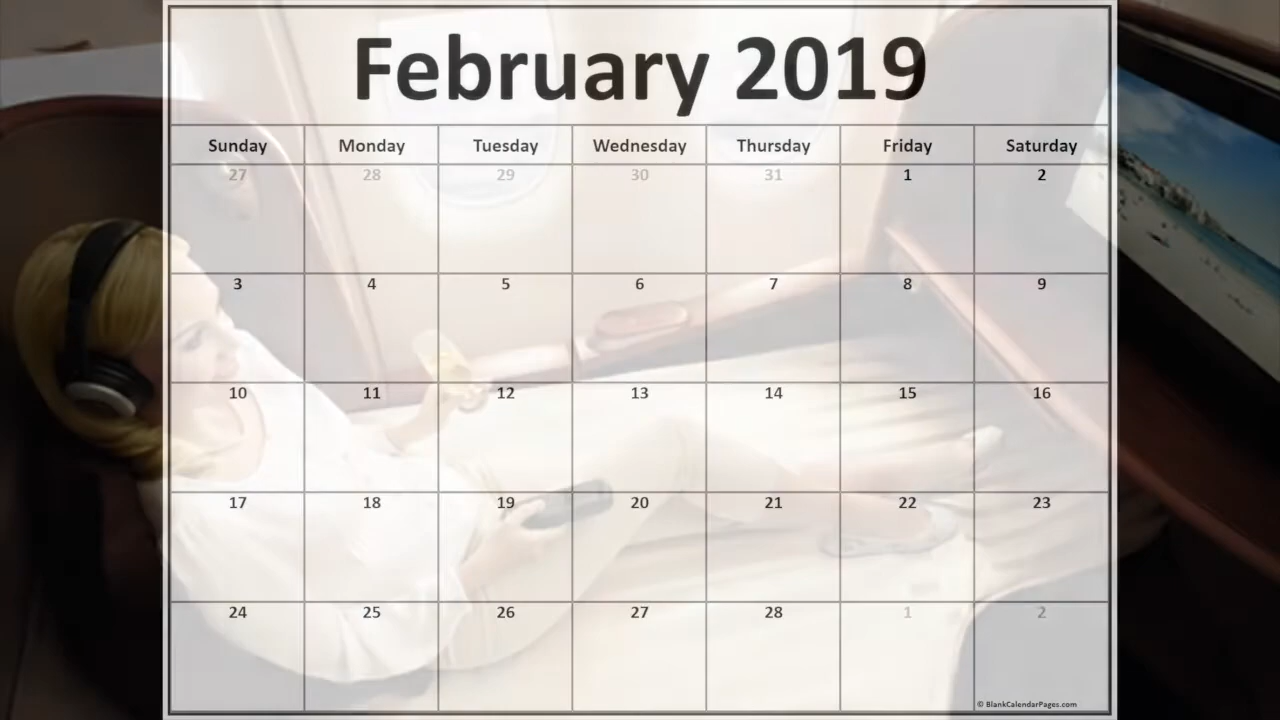 February 2019
Sunday Monday Tuesday Wednesday Thursday Friday Saturday
27 28 29 30 31 1 2
3 4 5 6 7 8 9
10 11 12 13 14 15 16
17 18 19 20 21 22 23
24 25 26 27 28 1 2
© BlankCalendarPages.com